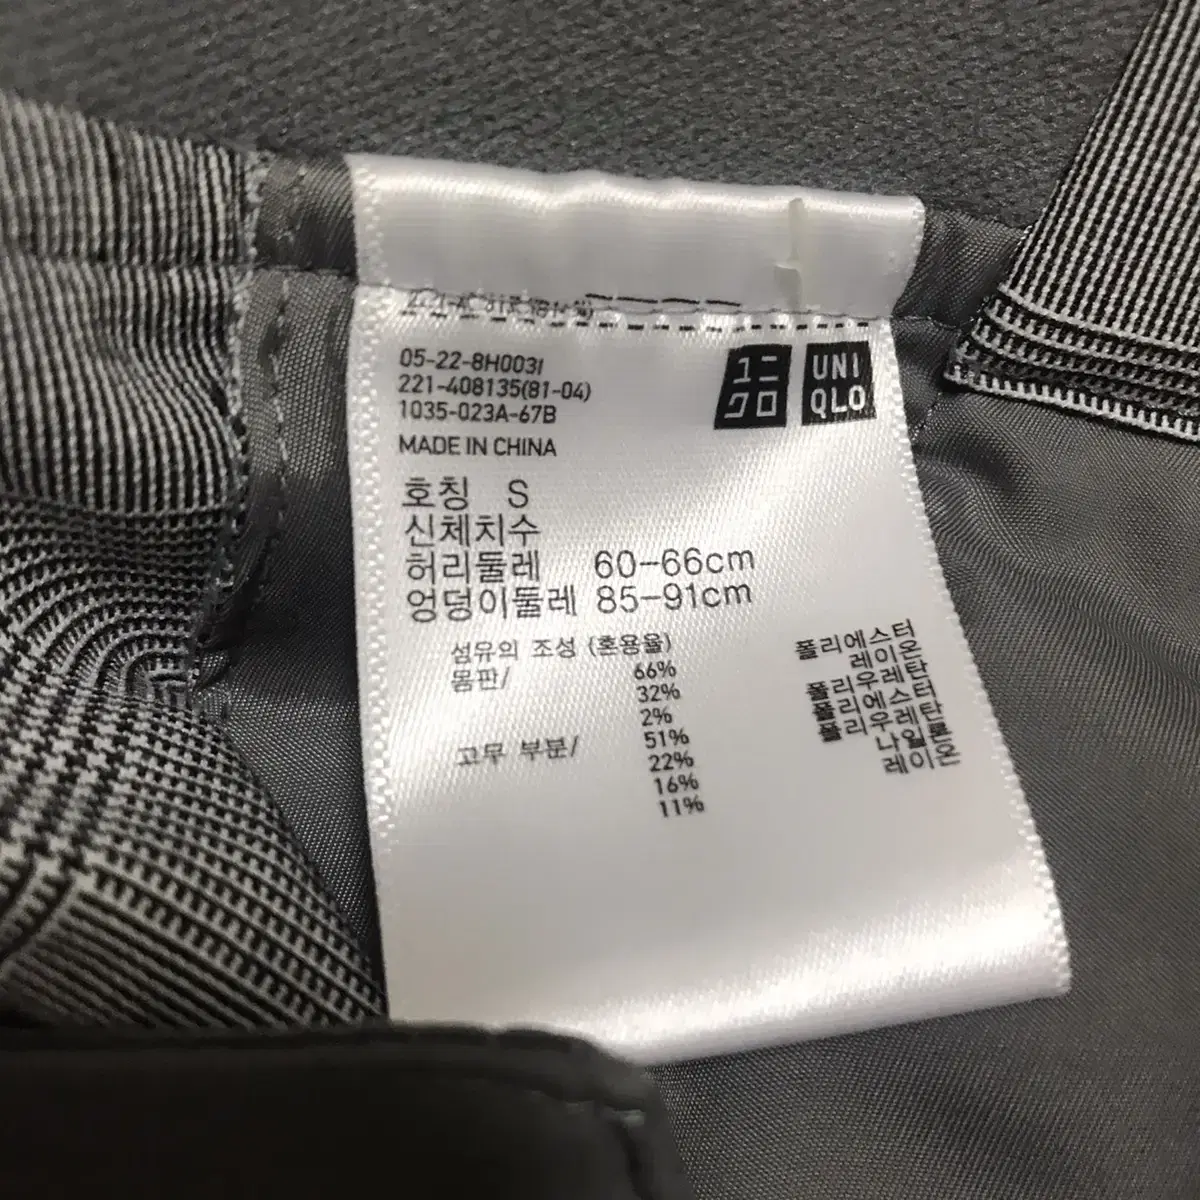 05-22-8H003I
221-408135(81-04)
1035-023A-67B
MADE IN CHINA
ユニ
クロ
UNI
QLO
호칭 S
신체치수
허리둘레 60-66cm
엉덩이둘레 85-91cm
섬유의 조성 (혼용율)
몸판/ 66% 폴리에스터
32% 레이온
2% 폴리우레탄
고무 부분/ 51% 폴리에스터
22% 폴리우레탄
16% 나일론
11% 레이온